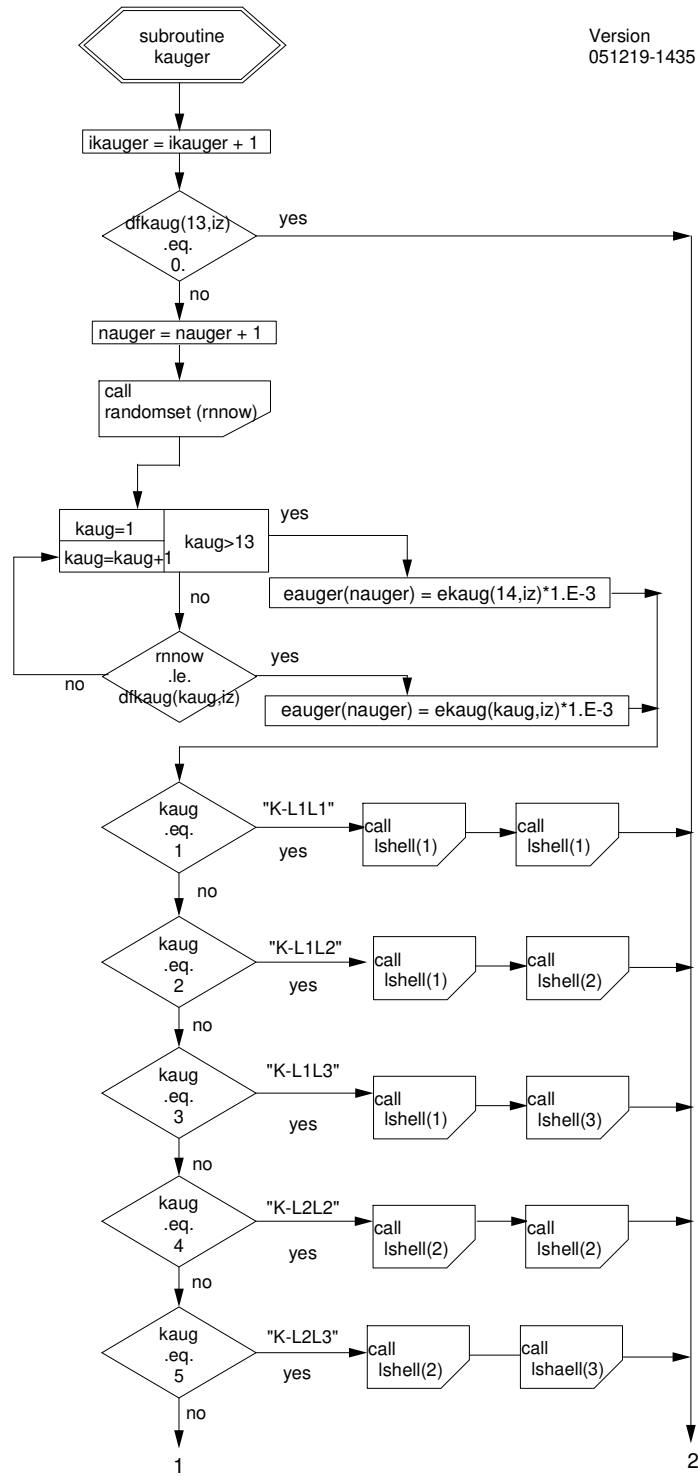 subroutine
kauger
Version
051219-1435
ikauger = ikauger + 1
dfkaug(13,iz)
.eq.
0.
yes
no
nauger = nauger + 1
call
randomset (rnnow)
kaug=1
kaug=kaug+1
kaug>13
yes
eauger(nauger) = ekaug(14,iz)*1.E-3
no
rnnow
.le.
dfkaug(kaug,iz)
yes
no
eauger(nauger) = ekaug(kaug,iz)*1.E-3
kaug
.eq.
1
"K-L1L1"
yes
call
lshell(1)
call
lshell(1)
no
kaug
.eq.
2
"K-L1L2"
yes
call
lshell(1)
call
lshell(2)
no
kaug
.eq.
3
"K-L1L3"
yes
call
lshell(1)
call
lshell(3)
no
kaug
.eq.
4
"K-L2L2"
yes
call
lshell(2)
call
lshell(2)
no
kaug
.eq.
5
"K-L2L3"
yes
call
lshell(2)
call
lshaell(3)
no
1
2